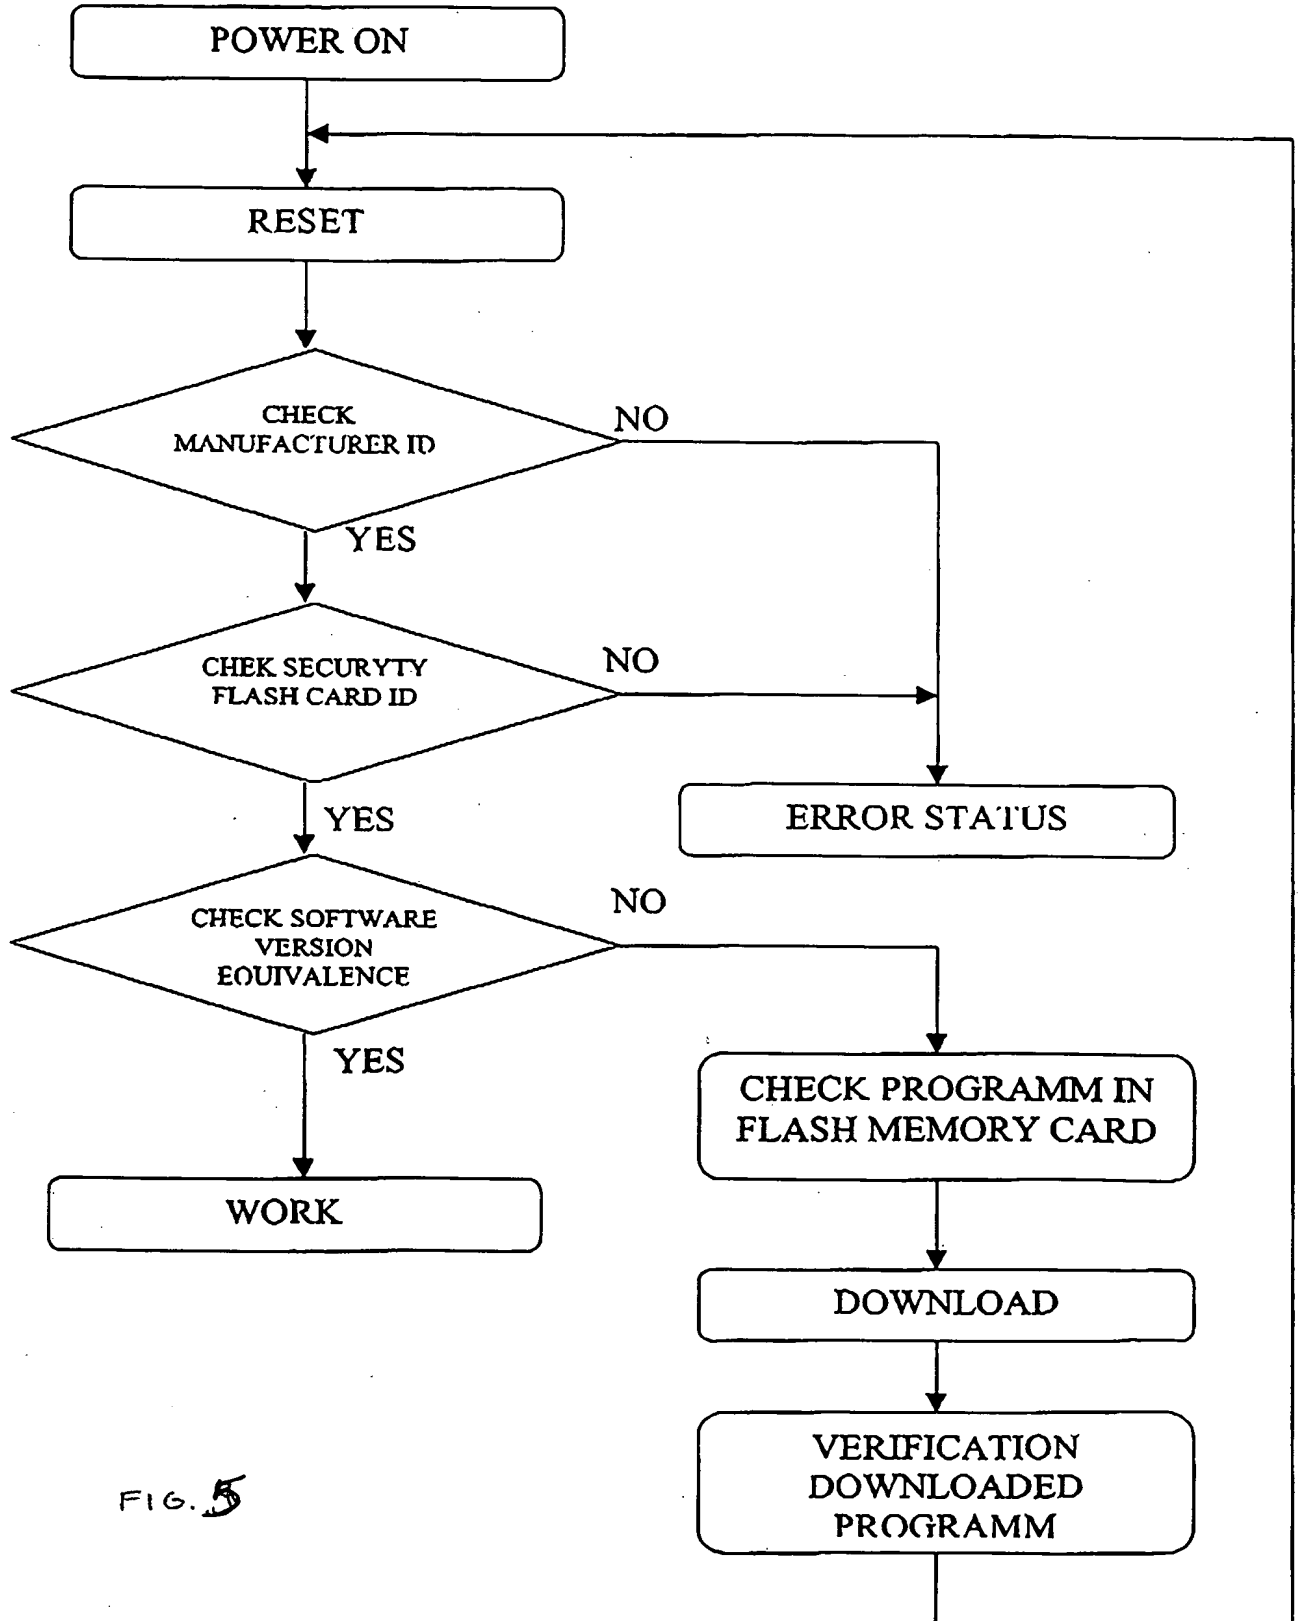 POWER ON
RESET
CHECK
MANUFACTURER ID
NO
YES
CHEK SECURYTY
FLASH CARD ID
NO
YES
ERROR STATUS
CHECK SOFTWARE
VERSION
EQUIVALENCE
NO
YES
CHECK PROGRAMM IN
FLASH MEMORY CARD
WORK
DOWNLOAD
VERIFICATION
DOWNLOADED
PROGRAMM
FIG. 5